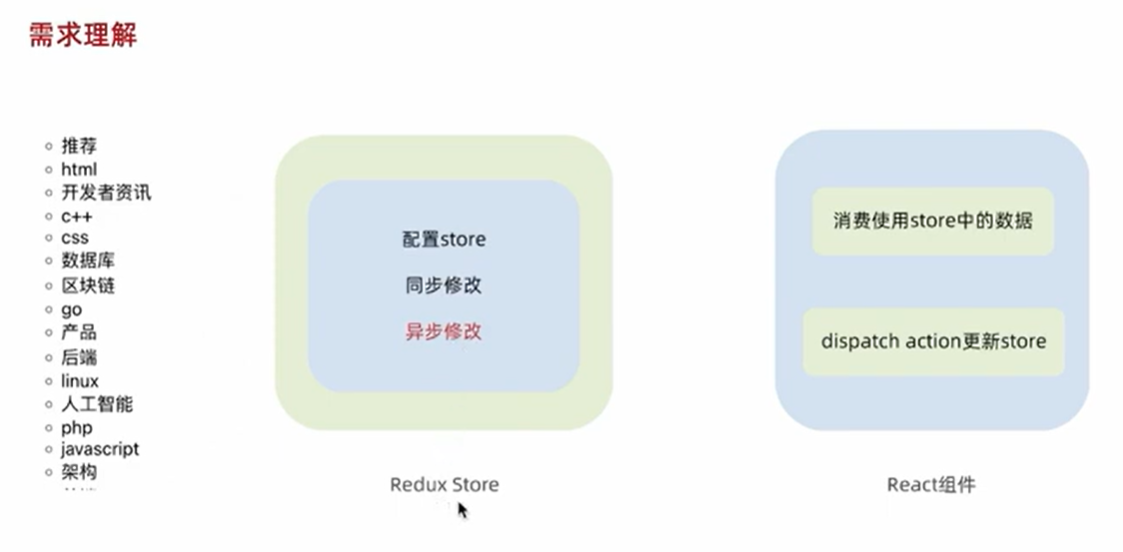 需求理解
推荐
html
开发者资讯
c++
css
数据库
区块链
go
产品
后端
linux
人工智能
php
javascript
架构
配置store
同步修改
异步修改
Redux Store
消费使用store中的数据
dispatch action更新store
React组件